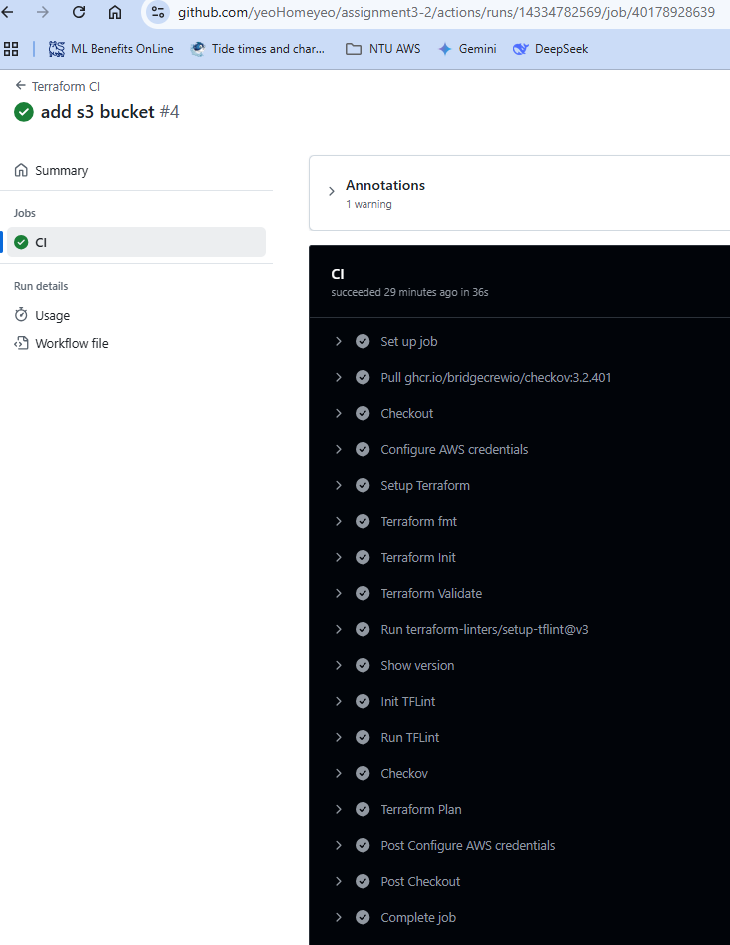 github.com/yeoHomeyeo/assignment3-2/actions/runs/14334782569/job/40178928639
ML Benefits OnLine Tide times and char... NTU AWS Gemini DeepSeek
Terraform CI
add s3 bucket #4
Summary
Jobs
CI
Run details
Usage
Workflow file
Annotations
1 warning
CI
succeeded 29 minutes ago in 36s
Set up job
Pull ghcr.io/bridgecrewio/checkov:3.2.401
Checkout
Configure AWS credentials
Setup Terraform
Terraform fmt
Terraform Init
Terraform Validate
Run terraform-linters/setup-tflint@v3
Show version
Init TFLint
Run TFLint
Checkov
Terraform Plan
Post Configure AWS credentials
Post Checkout
Complete job